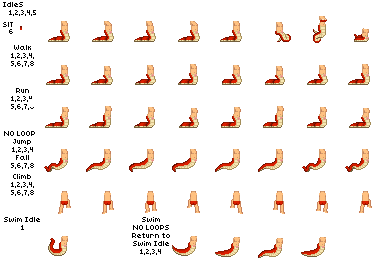 IdleS
1,2,3,4,5
SIT
6
Walk
1,2,3,4,
5,6,7,8
Run
1,2,3,
5,6,7,
NO LOOP
Jump
1,2,3,4
Fall
5,6,7,8
Climb
1,2,3,4,
5,6,7,8
Swim Idle
1
Swim
NO LOOPS
Return to
Swim Idle
1,2,3,4